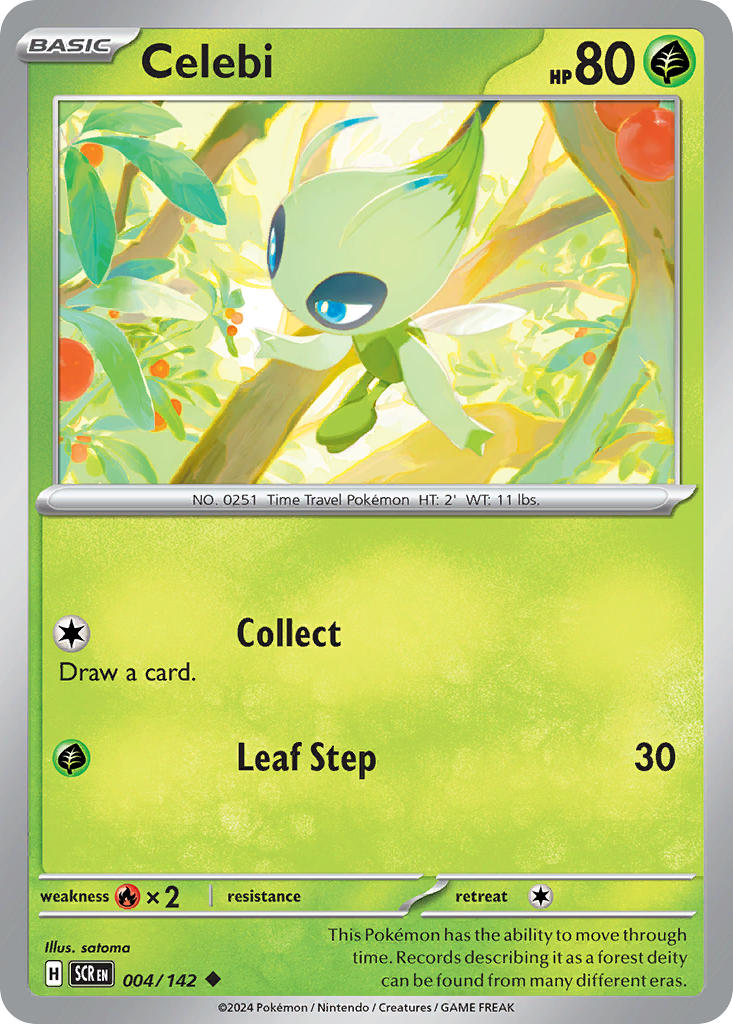 BASIC
Celebi
HP 80
NO. 0251 Time Travel Pokémon HT: 2' WT: 11 lbs.
Collect
Draw a card.
Leaf Step 30
weakness ×2 resistance retreat
Illus. satoma
This Pokémon has the ability to move through
time. Records describing it as a forest deity
can be found from many different eras.
H SCR EN 004/142
©2024 Pokémon / Nintendo / Creatures / GAME FREAK